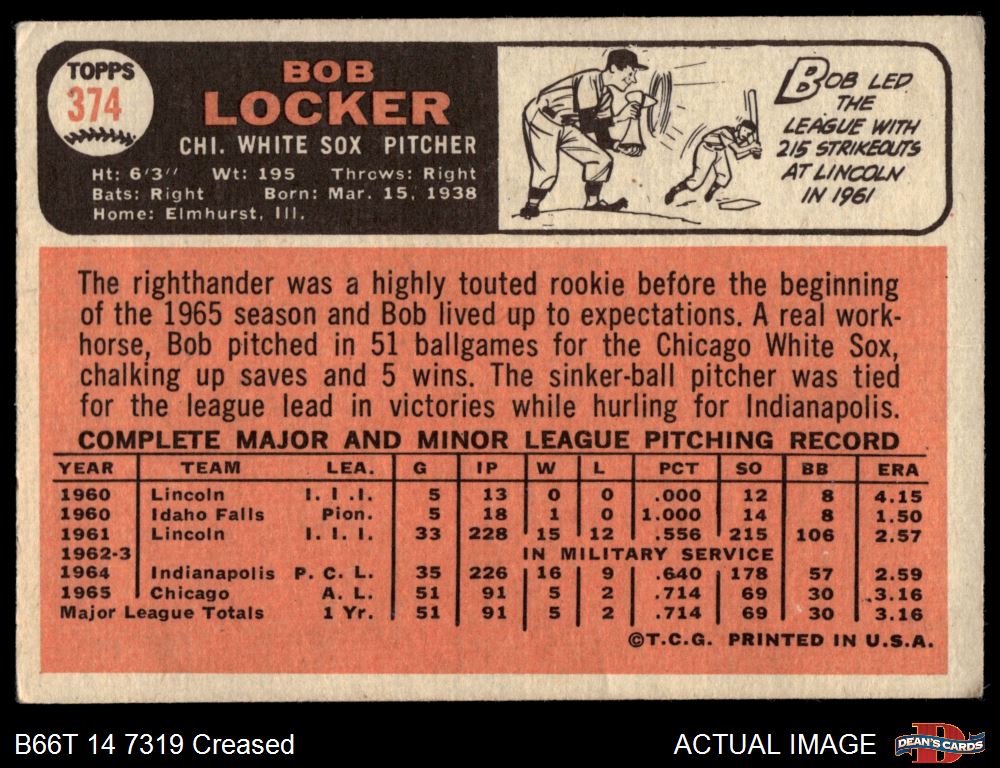 TOPPS
374
BOB
LOCKER
CHI. WHITE SOX PITCHER
Ht: 6'3" Wt: 195 Throws: Right
Bats: Right Born: Mar. 15, 1938
Home: Elmhurst, Ill.
BOB LED
THE
LEAGUE WITH
215 STRIKEOUTS
AT LINCOLN
IN 1961
The righthander was a highly touted rookie before the beginning
of the 1965 season and Bob lived up to expectations. A real work-
horse, Bob pitched in 51 ballgames for the Chicago White Sox,
chalking up saves and 5 wins. The sinker-ball pitcher was tied
for the league lead in victories while hurling for Indianapolis.
COMPLETE MAJOR AND MINOR LEAGUE PITCHING RECORD
YEAR TEAM LEA. G IP W L PCT SO BB ERA
1960 Lincoln I. I .I. 5 13 0 0 .000 12 8 4.15
1960 Idaho Falls Pion. 5 18 1 0 1.000 14 8 1.50
1961 Lincoln I. I. I. 33 228 15 12 .556 215 106 2.57
1962-3 IN MILITARY SERVICE
1964 Indianapolis P. C. L. 35 226 16 9 .640 178 57 2.59
1965 Chicago A. L. 51 91 5 2 .714 69 30 3.16
Major League Totals 1 Yr. 51 91 5 2 .714 69 30 3.16
©T.C.G. PRINTED IN U.S.A.
B66T 14 7319 Creased
ACTUAL IMAGE
D
DEAN'S CARDS